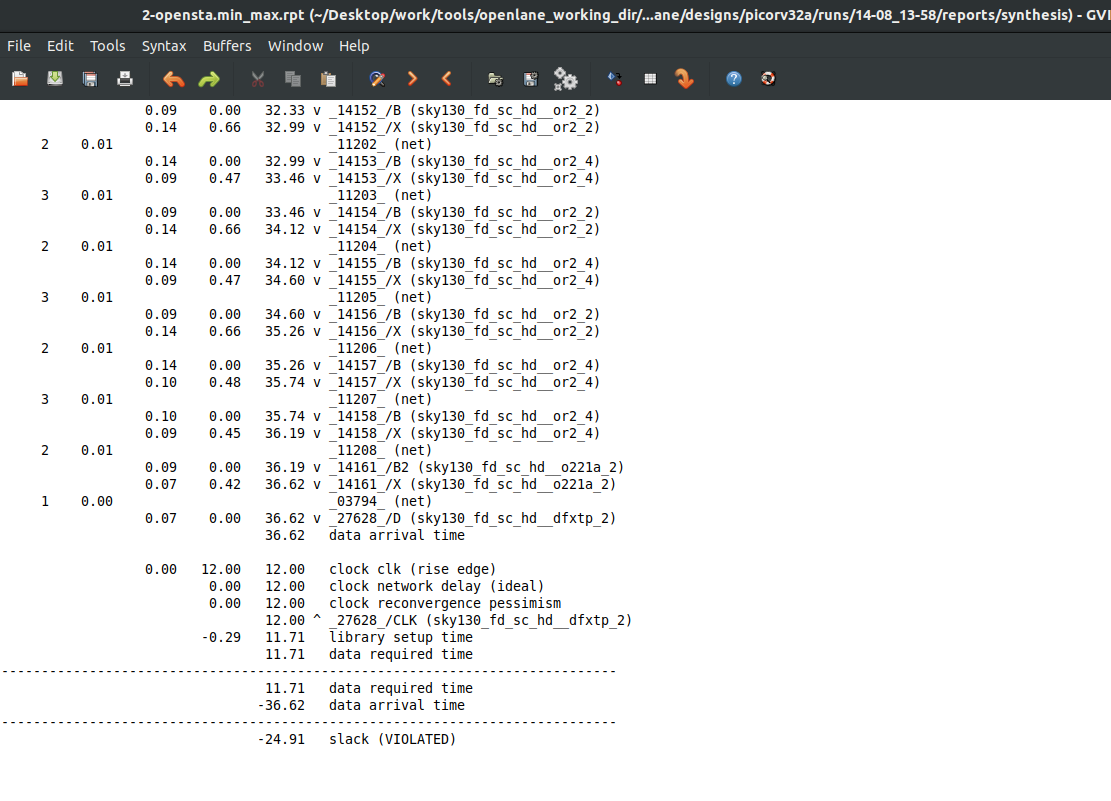 2-opensta.min_max.rpt (~/Desktop/work/tools/openlane_working_dir/...ane/designs/picorv32a/runs/14-08_13-58/reports/synthesis) - GVI
File Edit Tools Syntax Buffers Window Help
0.09 0.00 32.33 v _14152_/B (sky130_fd_sc_hd__or2_2)
0.14 0.66 32.99 v _14152_/X (sky130_fd_sc_hd__or2_2)
2 0.01 _11202_ (net)
0.14 0.00 32.99 v _14153_/B (sky130_fd_sc_hd__or2_4)
0.09 0.47 33.46 v _14153_/X (sky130_fd_sc_hd__or2_4)
3 0.01 _11203_ (net)
0.09 0.00 33.46 v _14154_/B (sky130_fd_sc_hd__or2_2)
0.14 0.66 34.12 v _14154_/X (sky130_fd_sc_hd__or2_2)
2 0.01 _11204_ (net)
0.14 0.00 34.12 v _14155_/B (sky130_fd_sc_hd__or2_4)
0.09 0.47 34.60 v _14155_/X (sky130_fd_sc_hd__or2_4)
3 0.01 _11205_ (net)
0.09 0.00 34.60 v _14156_/B (sky130_fd_sc_hd__or2_2)
0.14 0.66 35.26 v _14156_/X (sky130_fd_sc_hd__or2_2)
2 0.01 _11206_ (net)
0.14 0.00 35.26 v _14157_/B (sky130_fd_sc_hd__or2_4)
0.10 0.48 35.74 v _14157_/X (sky130_fd_sc_hd__or2_4)
3 0.01 _11207_ (net)
0.10 0.00 35.74 v _14158_/B (sky130_fd_sc_hd__or2_4)
0.09 0.45 36.19 v _14158_/X (sky130_fd_sc_hd__or2_4)
2 0.01 _11208_ (net)
0.09 0.00 36.19 v _14161_/B2 (sky130_fd_sc_hd__o221a_2)
0.07 0.42 36.62 v _14161_/X (sky130_fd_sc_hd__o221a_2)
1 0.00 _03794_ (net)
0.07 0.00 36.62 v _27628_/D (sky130_fd_sc_hd__dfxtp_2)
36.62 data arrival time
0.00 12.00 12.00 clock clk (rise edge)
0.00 12.00 clock network delay (ideal)
0.00 12.00 clock reconvergence pessimism
12.00 ^ _27628_/CLK (sky130_fd_sc_hd__dfxtp_2)
-0.29 11.71 library setup time
11.71 data required time
-----------------------------------------------------------------------------
11.71 data required time
-36.62 data arrival time
-----------------------------------------------------------------------------
-24.91 slack (VIOLATED)